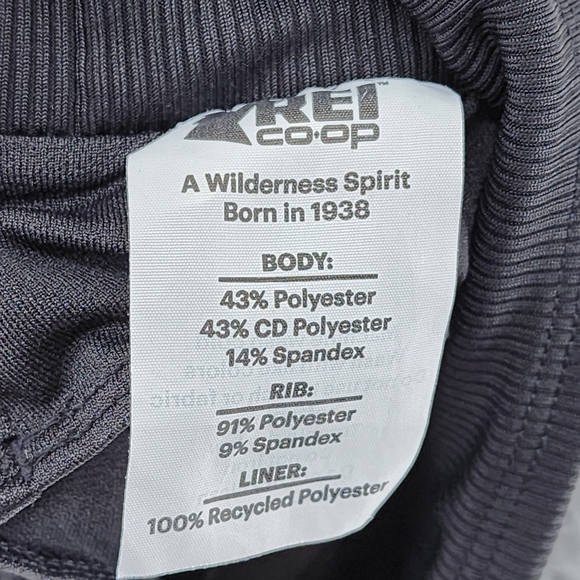 REI™
CO·OP
A Wilderness Spirit
Born in 1938
BODY:
43% Polyester
43% CD Polyester
14% Spandex
RIB:
91% Polyester
9% Spandex
LINER:
100% Recycled Polyester